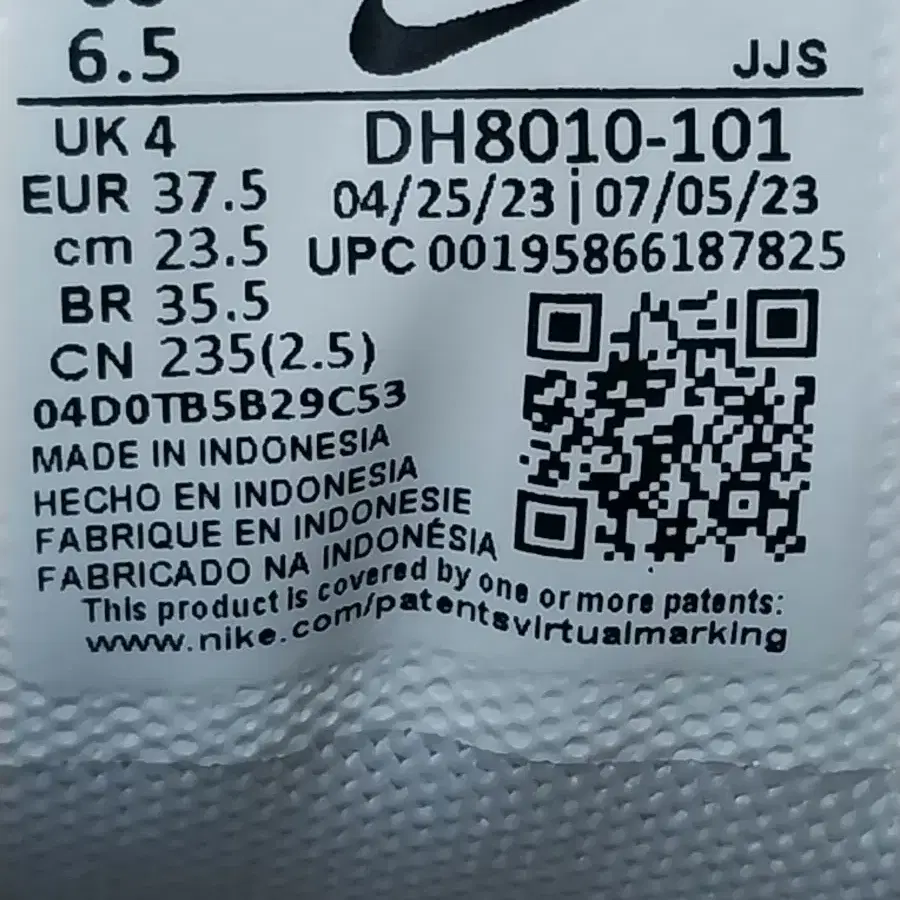 6.5
JJS
UK 4
DH8010-101
EUR 37.5
04/25/23 | 07/05/23
cm 23.5
UPC 00195866187825
BR 35.5
CN 235(2.5)
04D0TB5B29C53
MADE IN INDONESIA
HECHO EN INDONESIA
FABRIQUE EN INDONESIE
FABRICADO NA INDONÉSIA
This product is covered by one or more patents:
www.nike.com/patentsvirtualmarking